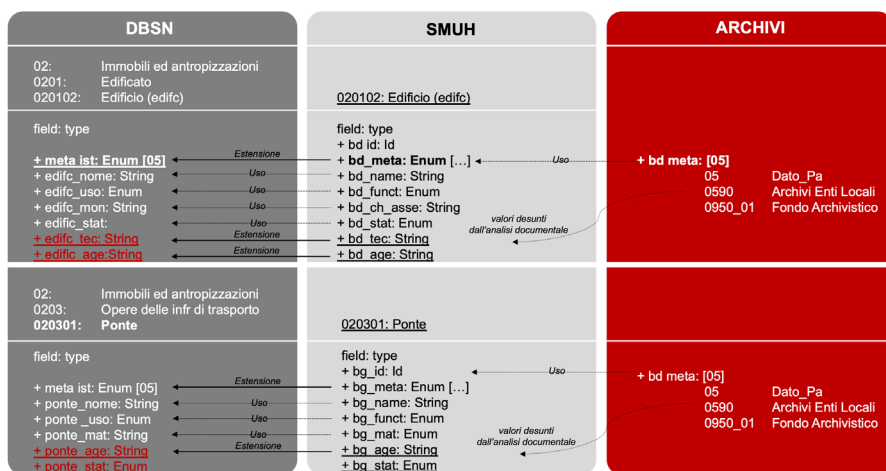 DBSN
SMUH
ARCHIVI
02: Immobili ed antropizzazioni
0201: Edificato
020102: Edificio (edifc)
020102: Edificio (edifc)
field: type
+ meta ist: Enum [05]
+ edifc_nome: String
+ edifc_uso: Enum
+ edifc_mon: String
+ edific_stat:
+ edifc_tec: String
+ edific_age:String
Estensione
Uso
Uso
Uso
Uso
Estensione
Estensione
field: type
+ bd id: Id
+ bd_meta: Enum […]
+ bd_name: String
+ bd_funct: Enum
+ bd_ch_asse: String
+ bd_stat: Enum
+ bd_tec: String
+ bd_age: String
Uso
valori desunti
dall'analisi documentale
+ bd meta: [05]
05 Dato_Pa
0590 Archivi Enti Locali
0950_01 Fondo Archivistico
02: Immobili ed antropizzazioni
0203: Opere delle infr di trasporto
020301: Ponte
020301: Ponte
field: type
+ meta ist: Enum [05]
+ ponte_nome: String
+ ponte _uso: Enum
+ ponte_mat: String
+ ponte_age: String
+ ponte_stat: Enum
Estensione
Uso
Uso
Uso
Estensione
field: type
+ bg_id: Id
+ bg_meta: Enum […]
+ bg_name: String
+ bg_funct: Enum
+ bg_mat: Enum
+ bg_age: String
+ bg_stat: Enum
Uso
valori desunti
dall'analisi documentale
+ bd meta: [05]
05 Dato_Pa
0590 Archivi Enti Locali
0950_01 Fondo Archivistico